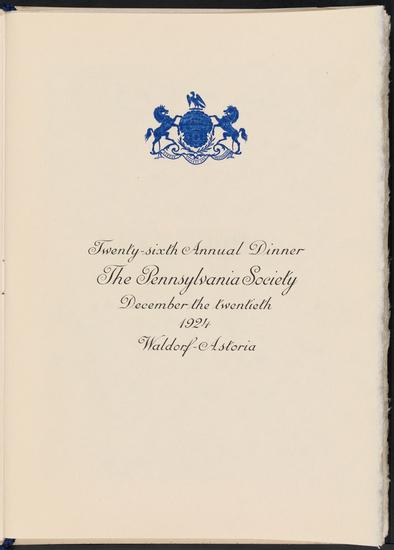 Twenty-sixth Annual Dinner
The Pennsylvania Society
December the twentieth
1924
Waldorf-Astoria